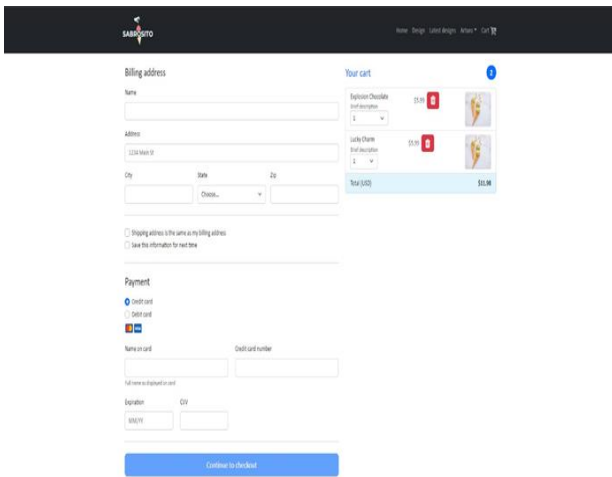 SABROSITO
Home Design Latest designs Cart
Billing address
Name
Address
1234 Main St
City State Zip
Choose...
Shipping address is the same as my billing address
Save this information for next time
Payment
Credit card
Debit card
Name on card Credit card number
Full name as displayed on card
Expiration CVV
MM/YY
Continue to checkout
Your cart 2
Explosion Chocolate $5.99
Brief description
1
Lucky Charm $5.99
Brief description
1
Total (USD) $11.98